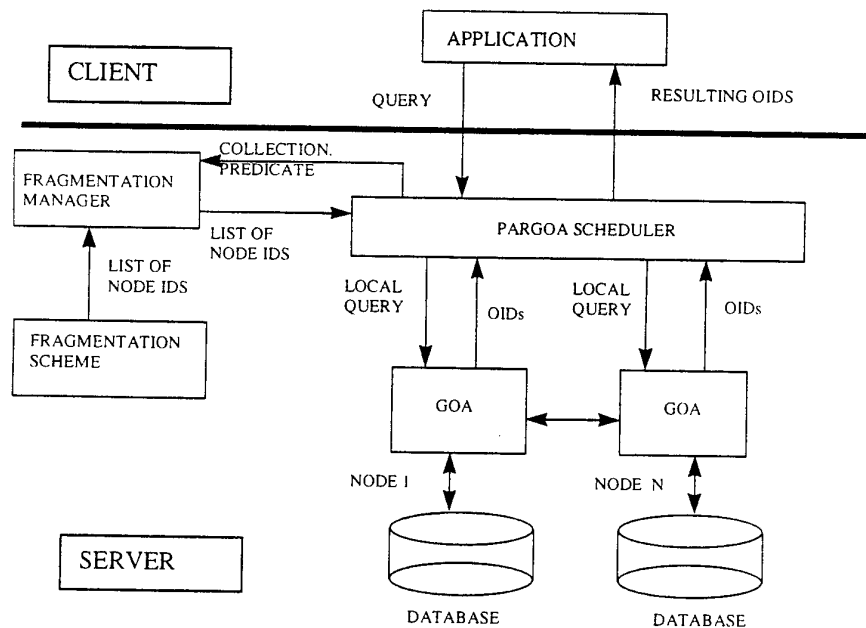 APPLICATION
CLIENT
QUERY
RESULTING OIDS
COLLECTION.
PREDICATE
FRAGMENTATION
MANAGER
LIST OF
NODE IDS
PARGOA SCHEDULER
LIST OF
NODE IDS
LOCAL
QUERY
OIDs
LOCAL
QUERY
OIDs
FRAGMENTATION
SCHEME
GOA
GOA
NODE I
NODE N
SERVER
DATABASE
DATABASE